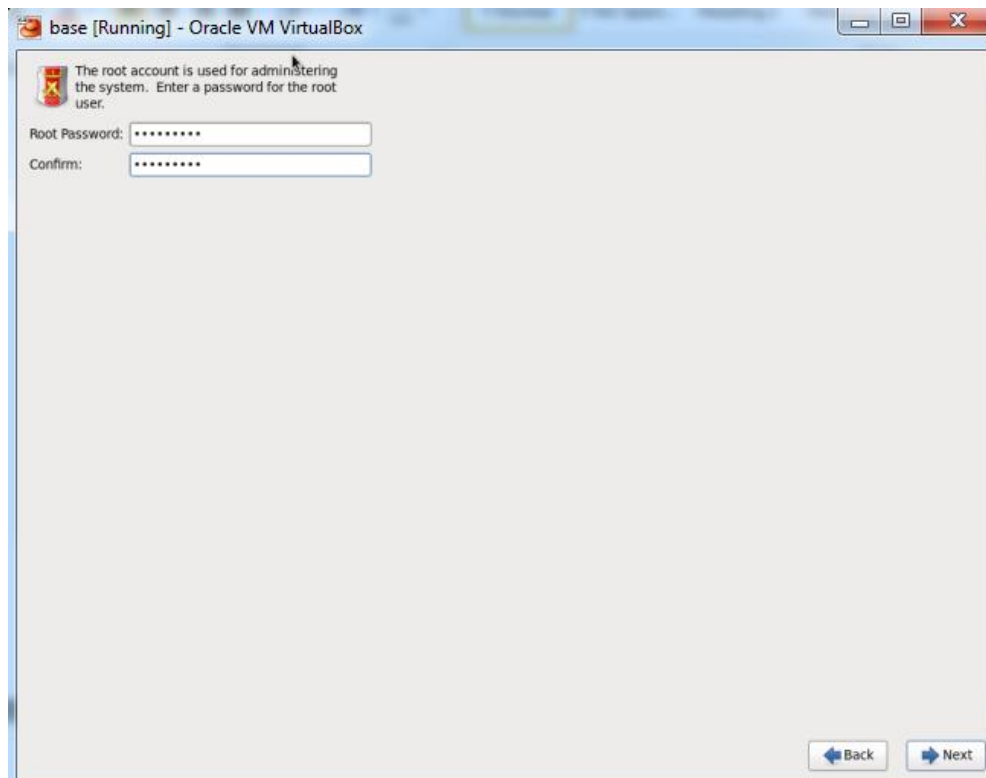 base [Running] - Oracle VM VirtualBox
The root account is used for administering
the system. Enter a password for the root
user.
Root Password: •••••••••
Confirm: •••••••••
Back Next